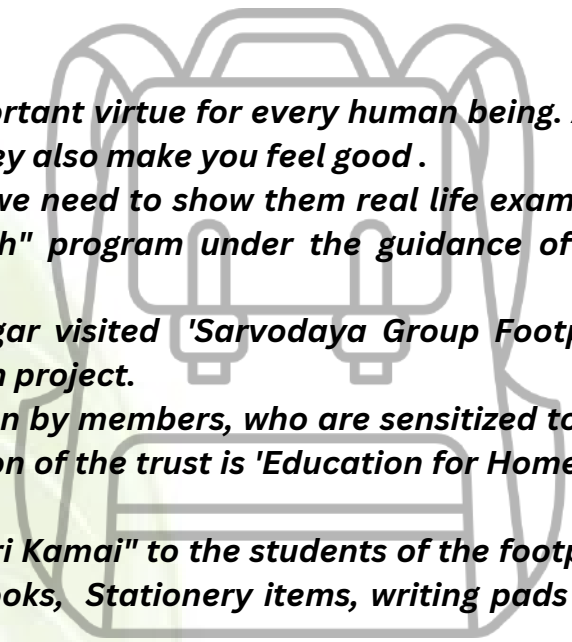 rtant virtue for every human being.
ey also make you feel good .
we need to show them real life exam
h" program under the guidance of
gar visited 'Sarvodaya Group Footp
n project.
n by members, who are sensitized to
on of the trust is 'Education for Home
ri Kamai" to the students of the footp
ooks, Stationery items, writing pads